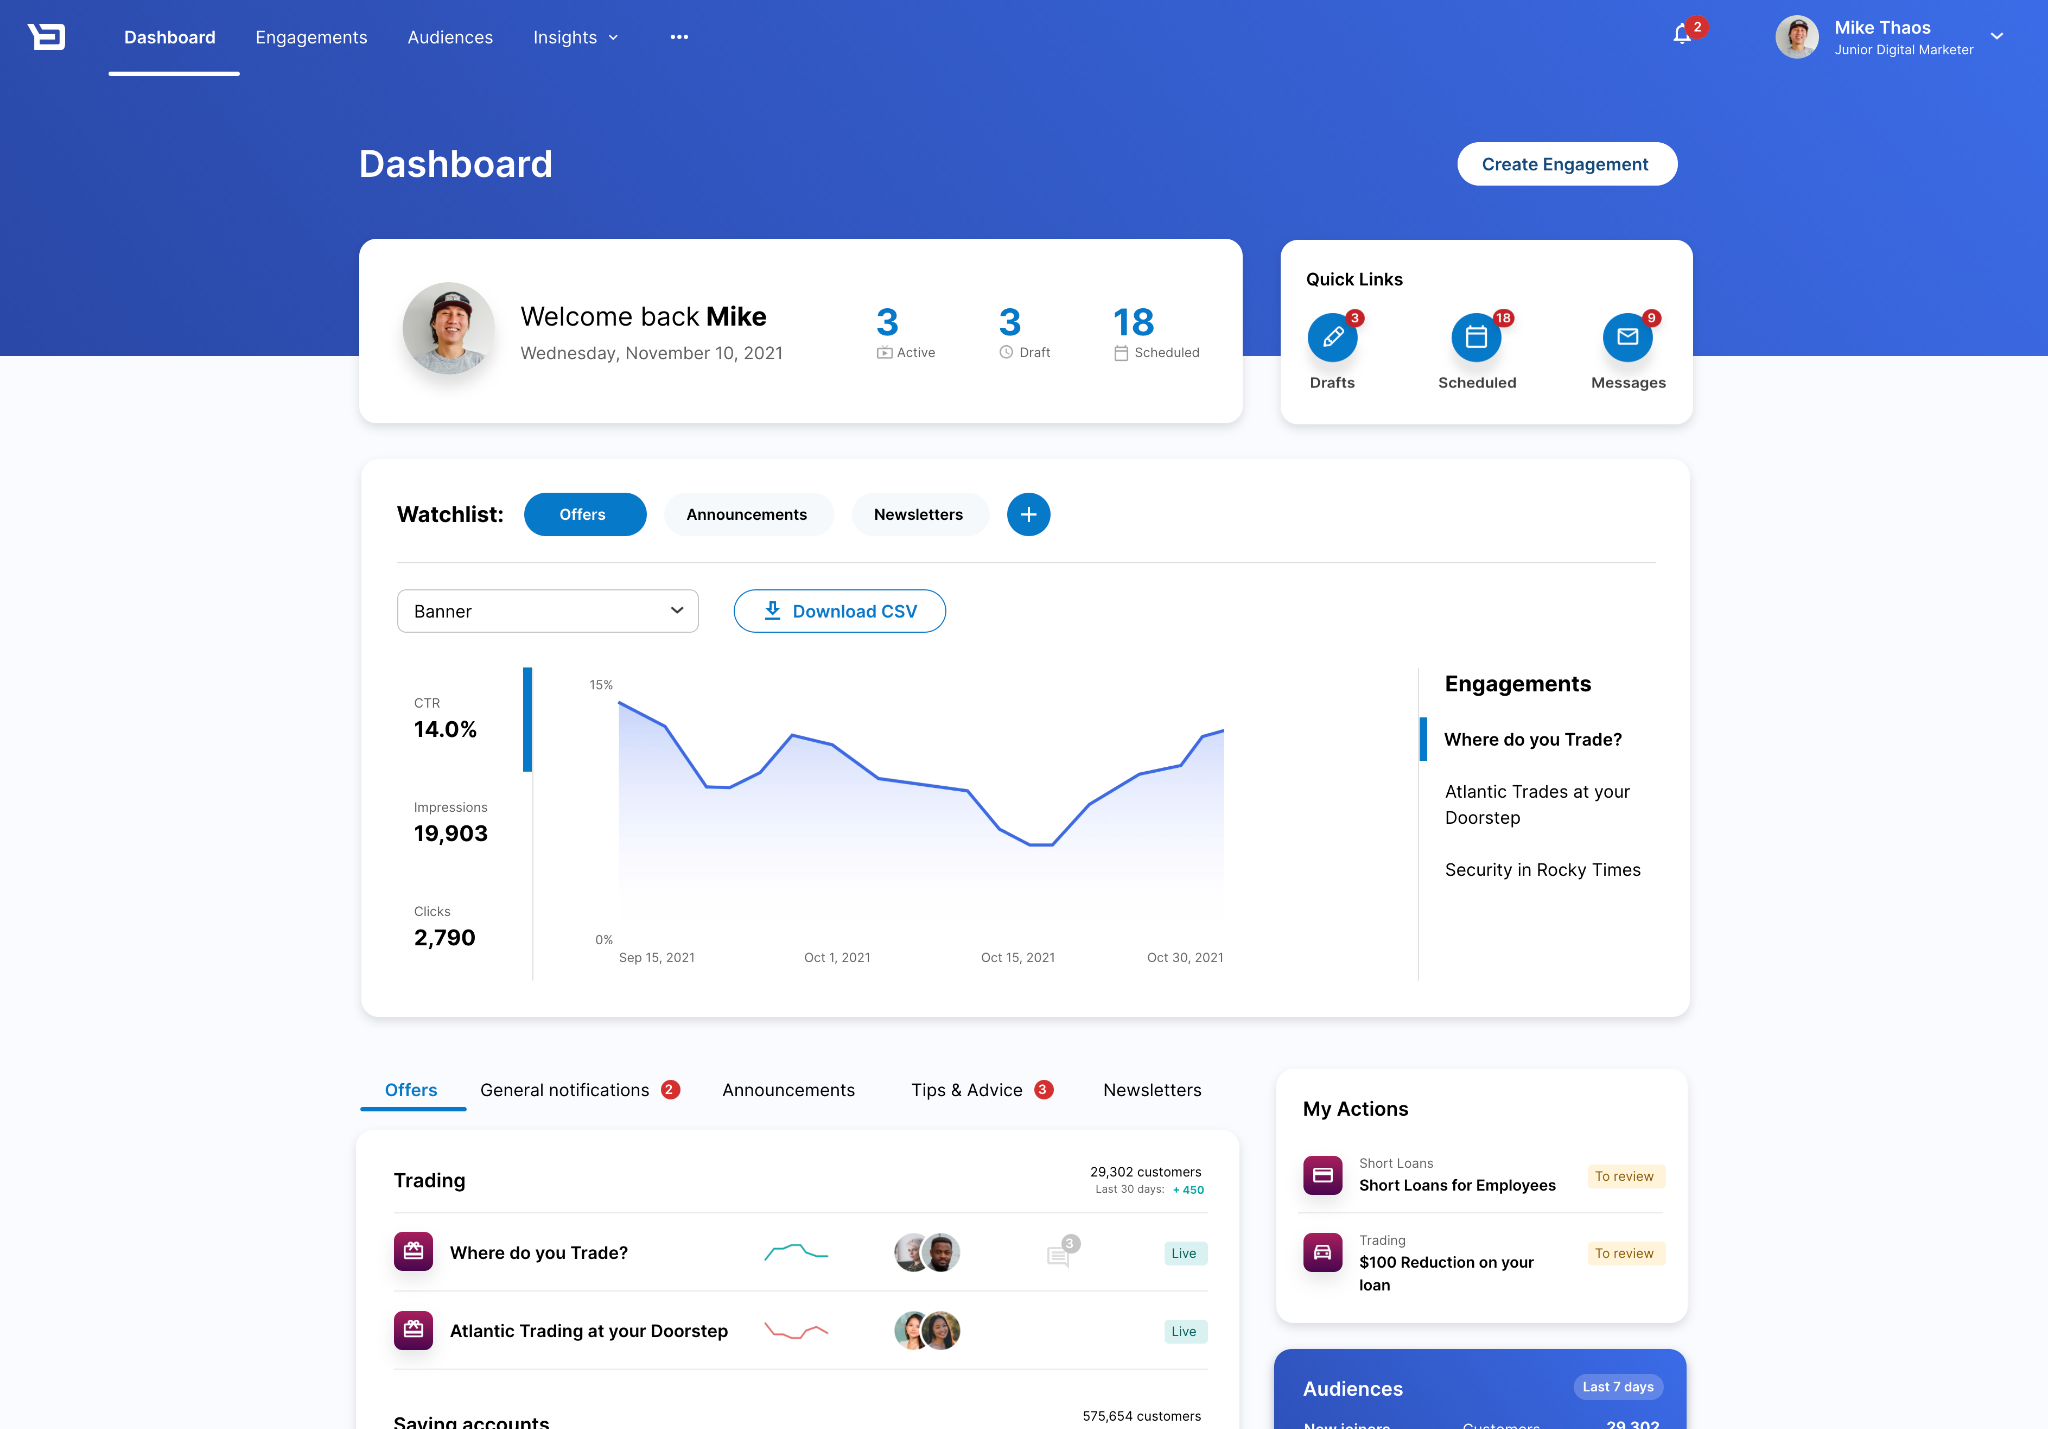 Dashboard
Engagements
Audiences
Insights
2
Mike Thaos
Junior Digital Marketer
Dashboard
Create Engagement
Welcome back Mike
Wednesday, November 10, 2021
3
Active
3
Draft
18
Scheduled
Quick Links
3
Drafts
18
Scheduled
9
Messages
Watchlist:
Offers
Announcements
Newsletters
Banner
Download CSV
CTR
14.0%
Impressions
19,903
Clicks
2,790
15%
0%
Sep 15, 2021
Oct 1, 2021
Oct 15, 2021
Oct 30, 2021
Engagements
Where do you Trade?
Atlantic Trades at your
Doorstep
Security in Rocky Times
Offers
General notifications 2
Announcements
Tips & Advice 3
Newsletters
Trading
29,302 customers
Last 30 days: + 450
Where do you Trade?
3
Live
Atlantic Trading at your Doorstep
Live
Saving accounts
575,654 customers
My Actions
Short Loans
Short Loans for Employees
To review
Trading
$100 Reduction on your
loan
To review
Audiences
Last 7 days
New joiners
Customers
29,302